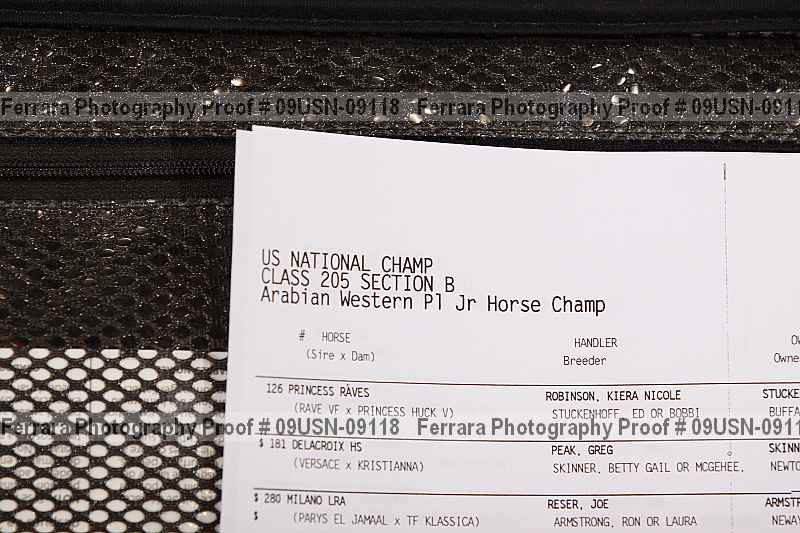 Ferrara Photography Proof # 09USN-09118 Ferrara Photography Proof # 09USN-0911
US NATIONAL CHAMP
CLASS 205 SECTION B
Arabian Western Pl Jr Horse Champ
# HORSE HANDLER
(Sire x Dam) Breeder Owne
126 PRINCESS RAVES ROBINSON, KIERA NICOLE STUCKE
(RAVE VF x PRINCESS HUCK V) STUCKENHOFF, ED OR BOBBI BUFFA
Ferrara Photography Proof # 09USN-09118 Ferrara Photography Proof # 09USN-0911
$ 181 DELACROIX HS PEAK, GREG SKINN
(VERSACE x KRISTIANNA) SKINNER, BETTY GAIL OR MCGEHEE, NEWTO
$ 280 MILANO LRA RESER, JOE ARMST
$ (PARYS EL JAMAAL x TF KLASSICA) ARMSTRONG, RON OR LAURA NEWAY